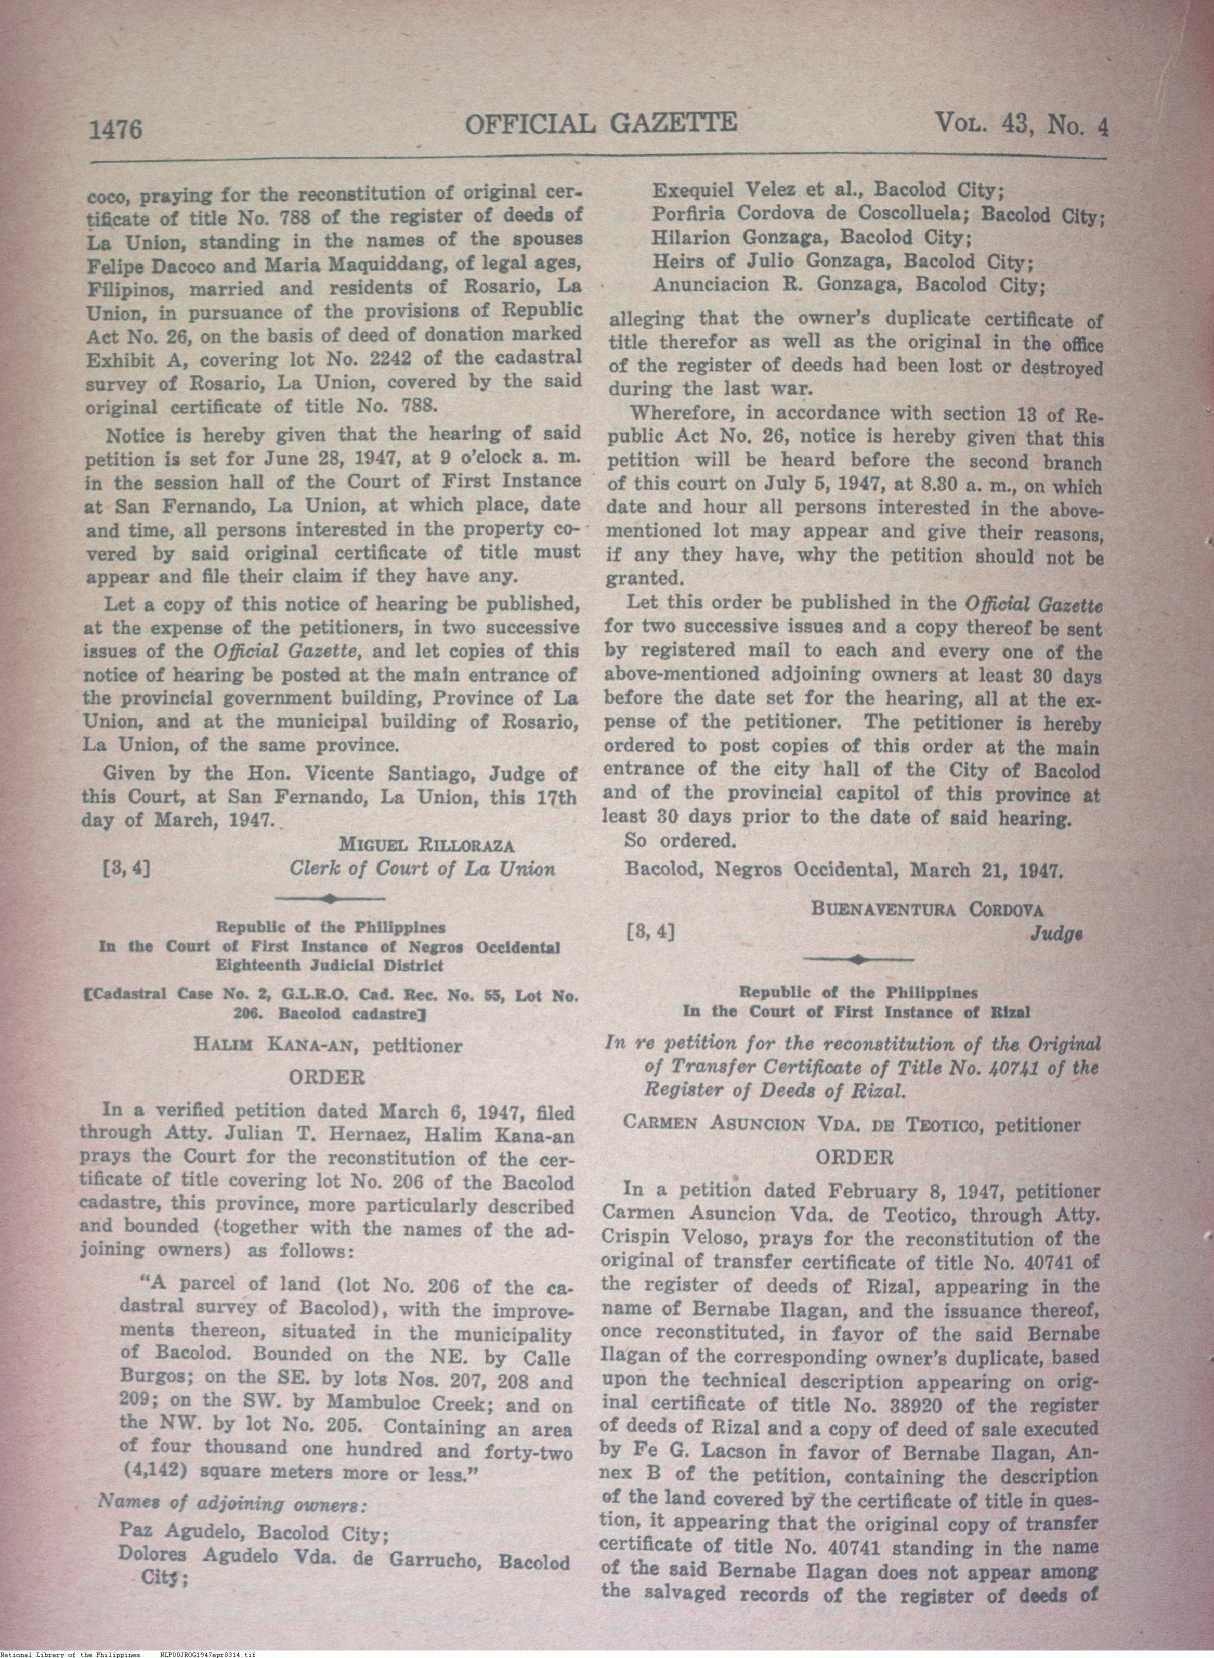 1476
OFFICIAL GAZETTE
VOL. 43, No. 4
coco, praying for the reconstitution of original cer-
tificate of title No. 788 of the register of deeds of
La Union, standing in the names of the spouses
Felipe Dacoco and Maria Maquiddang, of legal ages,
Filipinos, married and residents of Rosario, La
Union, in pursuance of the provisions of Republic
Act No. 26, on the basis of deed of donation marked
Exhibit A, covering lot No. 2242 of the cadastral
survey of Rosario, La Union, covered by the said
original certificate of title No. 788.
Notice is hereby given that the hearing of said
petition is set for June 28, 1947, at 9 o'clock a. m.
in the session hall of the Court of First Instance
at San Fernando, La Union, at which place, date
and time, all persons interested in the property co-
vered by said original certificate of title must
appear and file their claim if they have any.
Let a copy of this notice of hearing be published,
at the expense of the petitioners, in two successive
issues of the Official Gazette, and let copies of this
notice of hearing be posted at the main entrance of
the provincial government building, Province of La
Union, and at the municipal building of Rosario,
La Union, of the same province.
Given by the Hon. Vicente Santiago, Judge of
this Court, at San Fernando, La Union, this 17th
day of March, 1947.
MIGUEL RILLORAZA
[3, 4] Clerk of Court of La Union
Republic of the Philippines
In the Court of First Instance of Negros Occidental
Eighteenth Judicial District
[Cadastral Case No. 2, G.L.R.O. Cad. Rec. No. 55, Lot No.
206. Bacolod cadastre]
HALIM KANA-AN, petitioner
ORDER
In a verified petition dated March 6, 1947, filed
through Atty. Julian T. Hernaez, Halim Kana-an
prays the Court for the reconstitution of the cer-
tificate of title covering lot No. 206 of the Bacolod
cadastre, this province, more particularly described
and bounded (together with the names of the ad-
joining owners) as follows:
"A parcel of land (lot No. 206 of the ca-
dastral survey of Bacolod), with the improve-
ments thereon, situated in the municipality
of Bacolod. Bounded on the NE. by Calle
Burgos; on the SE. by lots Nos. 207, 208 and
209; on the SW. by Mambuloc Creek; and on
the NW. by lot No. 205. Containing an area
of four thousand one hundred and forty-two
(4,142) square meters more or less."
Names of adjoining owners:
Paz Agudelo, Bacolod City;
Dolores Agudelo Vda. de Garrucho, Bacolod
City;
Exequiel Velez et al., Bacolod City;
Porfiria Cordova de Coscolluela; Bacolod City;
Hilarion Gonzaga, Bacolod City;
Heirs of Julio Gonzaga, Bacolod City;
Anunciacion R. Gonzaga, Bacolod City;
alleging that the owner's duplicate certificate of
title therefor as well as the original in the office
of the register of deeds had been lost or destroyed
during the last war.
Wherefore, in accordance with section 13 of Re-
public Act No. 26, notice is hereby given that this
petition will be heard before the second branch
of this court on July 5, 1947, at 8.30 a. m., on which
date and hour all persons interested in the above-
mentioned lot may appear and give their reasons,
if any they have, why the petition should not be
granted.
Let this order be published in the Official Gazette
for two successive issues and a copy thereof be sent
by registered mail to each and every one of the
above-mentioned adjoining owners at least 30 days
before the date set for the hearing, all at the ex-
pense of the petitioner. The petitioner is hereby
ordered to post copies of this order at the main
entrance of the city hall of the City of Bacolod
and of the provincial capitol of this province at
least 30 days prior to the date of said hearing.
So ordered.
Bacolod, Negros Occidental, March 21, 1947.
BUENAVENTURA CORDOVA
[3, 4] Judge
Republic of the Philippines
In the Court of First Instance of Rizal
In re petition for the reconstitution of the Original
of Transfer Certificate of Title No. 40741 of the
Register of Deeds of Rizal.
CARMEN ASUNCION VDA. DE TEOTICO, petitioner
ORDER
In a petition dated February 8, 1947, petitioner
Carmen Asuncion Vda. de Teotico, through Atty.
Crispin Veloso, prays for the reconstitution of the
original of transfer certificate of title No. 40741 of
the register of deeds of Rizal, appearing in the
name of Bernabe Ilagan, and the issuance thereof,
once reconstituted, in favor of the said Bernabe
Ilagan of the corresponding owner's duplicate, based
upon the technical description appearing on orig-
inal certificate of title No. 38920 of the register
of deeds of Rizal and a copy of deed of sale executed
by Fe G. Lacson in favor of Bernabe Ilagan, An-
nex B of the petition, containing the description
of the land covered by the certificate of title in ques-
tion, it appearing that the original copy of transfer
certificate of title No. 40741 standing in the name
of the said Bernabe Ilagan does not appear among
the salvaged records of the register of deeds of
National Library of the Philippines NLP00JROG1947apr0314.tif